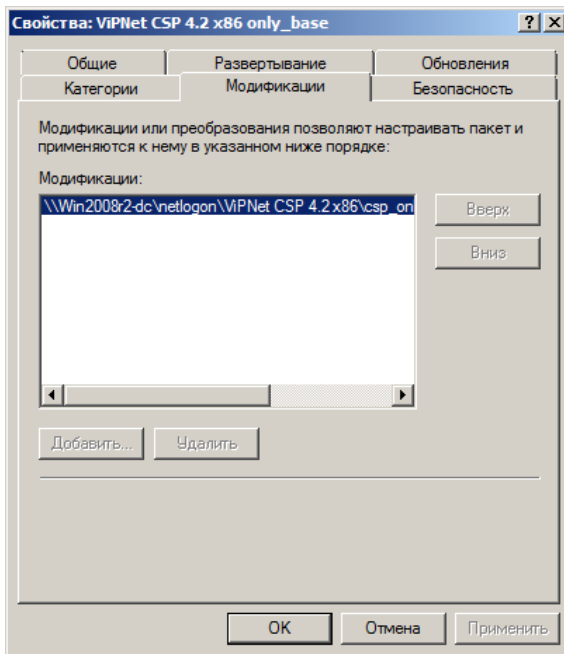 Свойства: ViPNet CSP 4.2 x86 only_base
Общие
Развертывание
Обновления
Категории
Модификации
Безопасность
Модификации или преобразования позволяют настраивать пакет и
применяются к нему в указанном ниже порядке:
Модификации:
\\Win2008r2-dc\netlogon\ViPNet CSP 4.2 x86\csp_on
Вверх
Вниз
Добавить...
Удалить
OK
Отмена
Применить